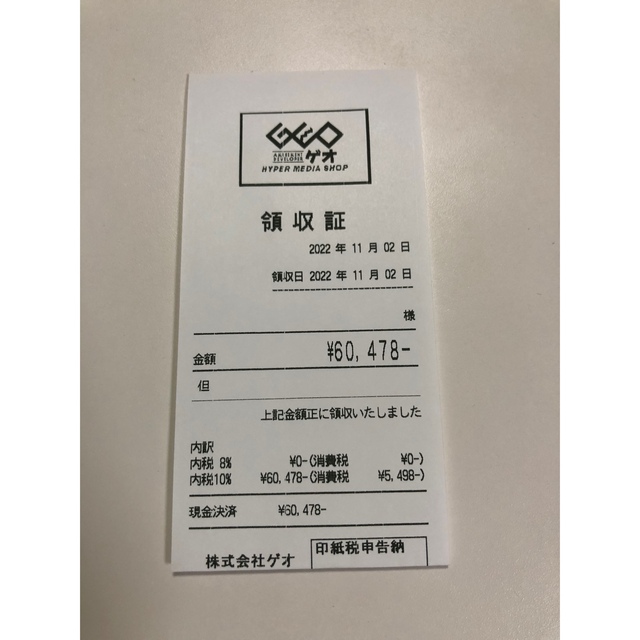 GEO
AMUSEMENT
DEVELOPER ゲオ
HYPER MEDIA SHOP
領収証
2022 年 11 月 02 日
領収日 2022 年 11 月 02 日
様
金額 ¥60,478-
但
上記金額正に領収いたしました
内訳
内税 8% ¥0-(消費税 ¥0-)
内税10% ¥60,478-(消費税 ¥5,498-)
現金決済 ¥60,478-
株式会社ゲオ 印紙税申告納